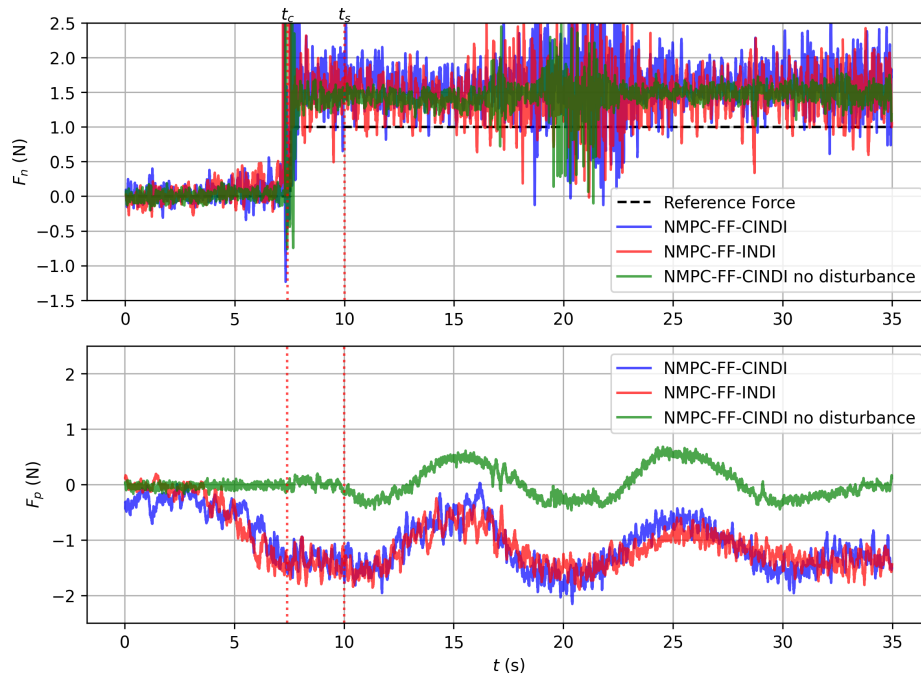 t_c t_s
2.5
2.0
1.5
1.0
0.5
0.0
−0.5
−1.0
−1.5
F_n (N)
Reference Force
NMPC-FF-CINDI
NMPC-FF-INDI
NMPC-FF-CINDI no disturbance
0 5 10 15 20 25 30 35
2
1
0
−1
−2
F_p (N)
NMPC-FF-CINDI
NMPC-FF-INDI
NMPC-FF-CINDI no disturbance
0 5 10 15 20 25 30 35
t (s)